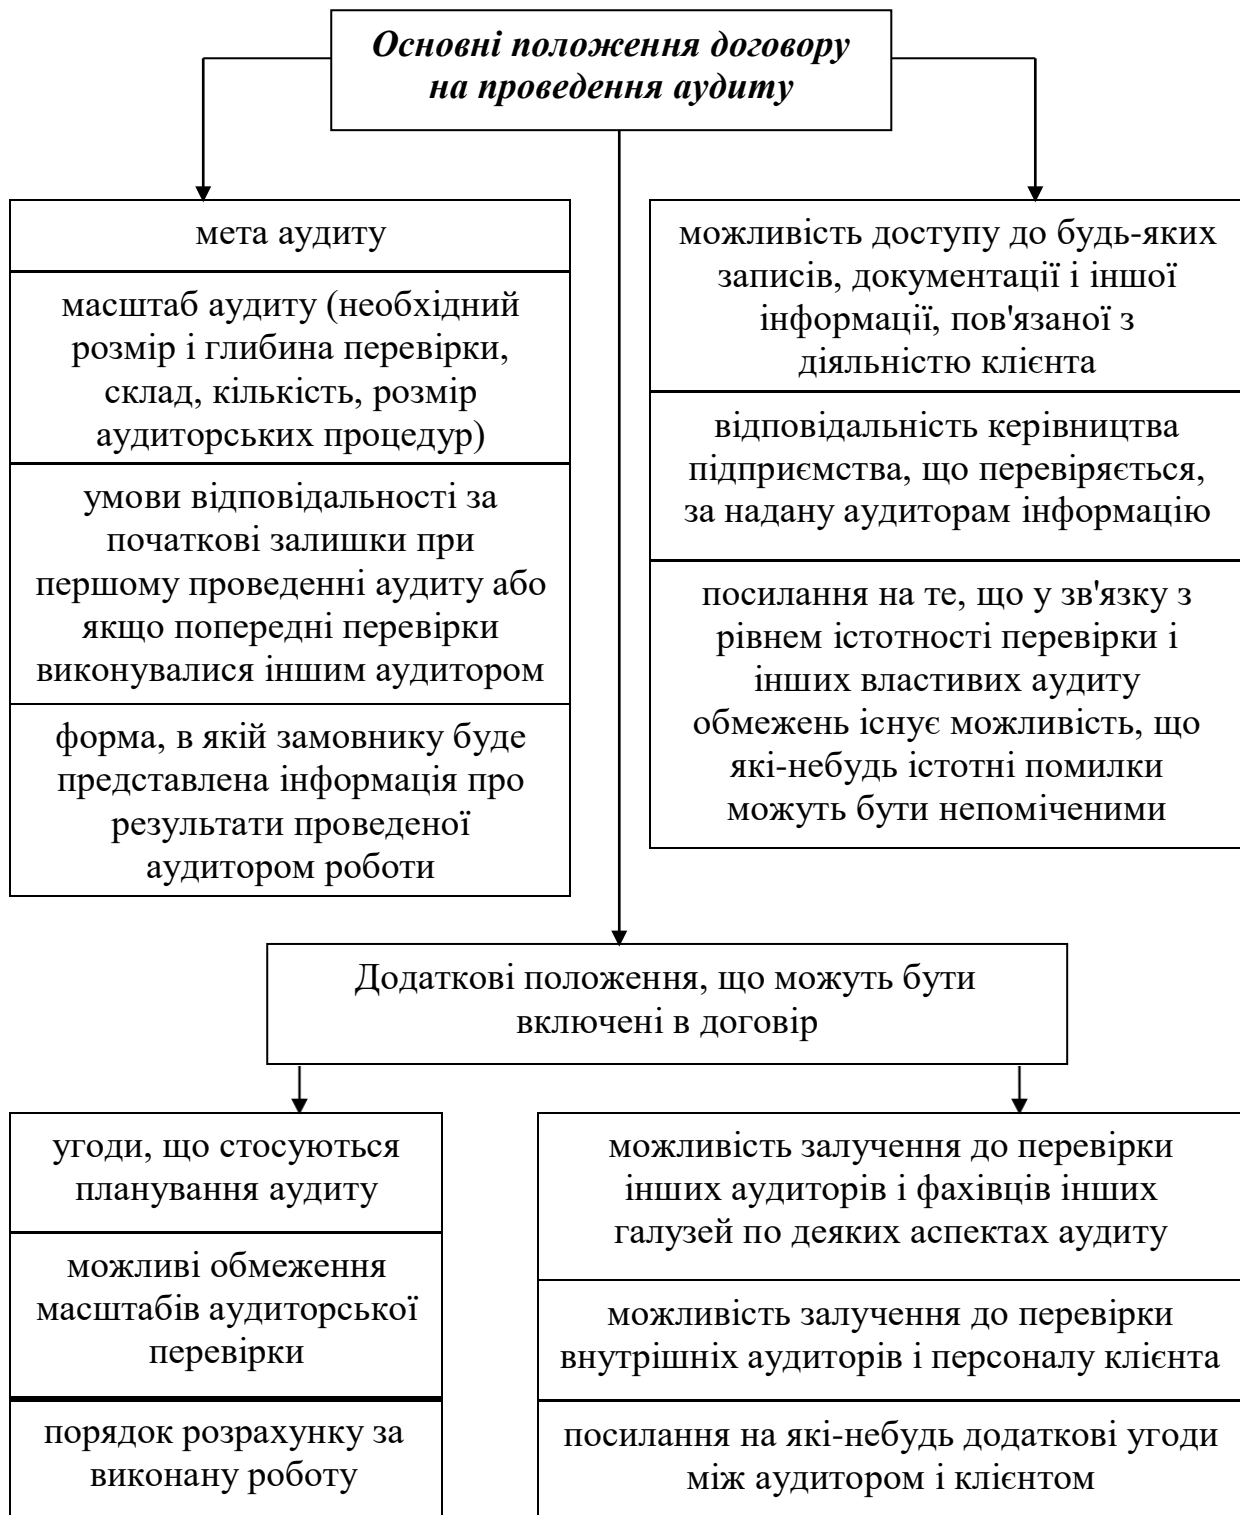 Основні положення договору
на проведення аудиту
мета аудиту
масштаб аудиту (необхідний
розмір і глибина перевірки,
склад, кількість, розмір
аудиторських процедур)
умови відповідальності за
початкові залишки при
першому проведенні аудиту або
якщо попередні перевірки
виконувалися іншим аудитором
форма, в якій замовнику буде
представлена інформація про
результати проведеної
аудитором роботи
можливість доступу до будь-яких
записів, документації і іншої
інформації, пов'язаної з
діяльністю клієнта
відповідальність керівництва
підприємства, що перевіряється,
за надану аудиторам інформацію
посилання на те, що у зв'язку з
рівнем істотності перевірки і
інших властивих аудиту
обмежень існує можливість, що
які-небудь істотні помилки
можуть бути непоміченими
Додаткові положення, що можуть бути
включені в договір
угоди, що стосуються
планування аудиту
можливі обмеження
масштабів аудиторської
перевірки
порядок розрахунку за
виконану роботу
можливість залучення до перевірки
інших аудиторів і фахівців інших
галузей по деяких аспектах аудиту
можливість залучення до перевірки
внутрішніх аудиторів і персоналу клієнта
посилання на які-небудь додаткові угоди
між аудитором і клієнтом